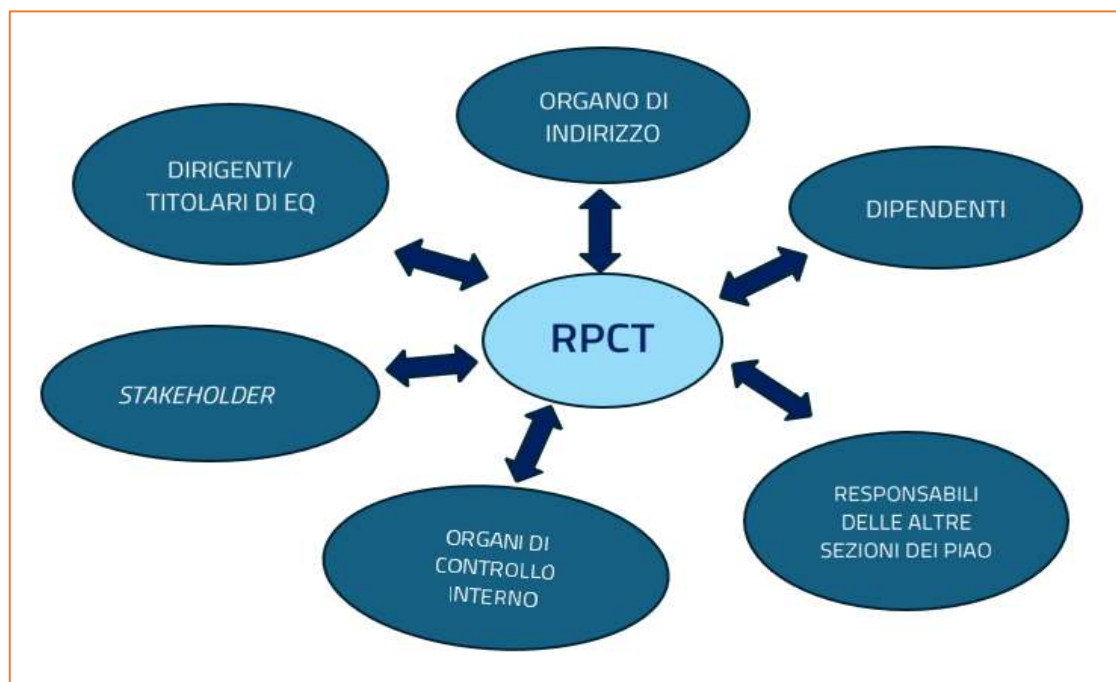 ORGANO DI
INDIRIZZO
DIRIGENTI/
TITOLARI DI EQ
DIPENDENTI
RPCT
STAKEHOLDER
RESPONSABILI
DELLE ALTRE
SEZIONI DEI PIAO
ORGANI DI
CONTROLLO
INTERNO